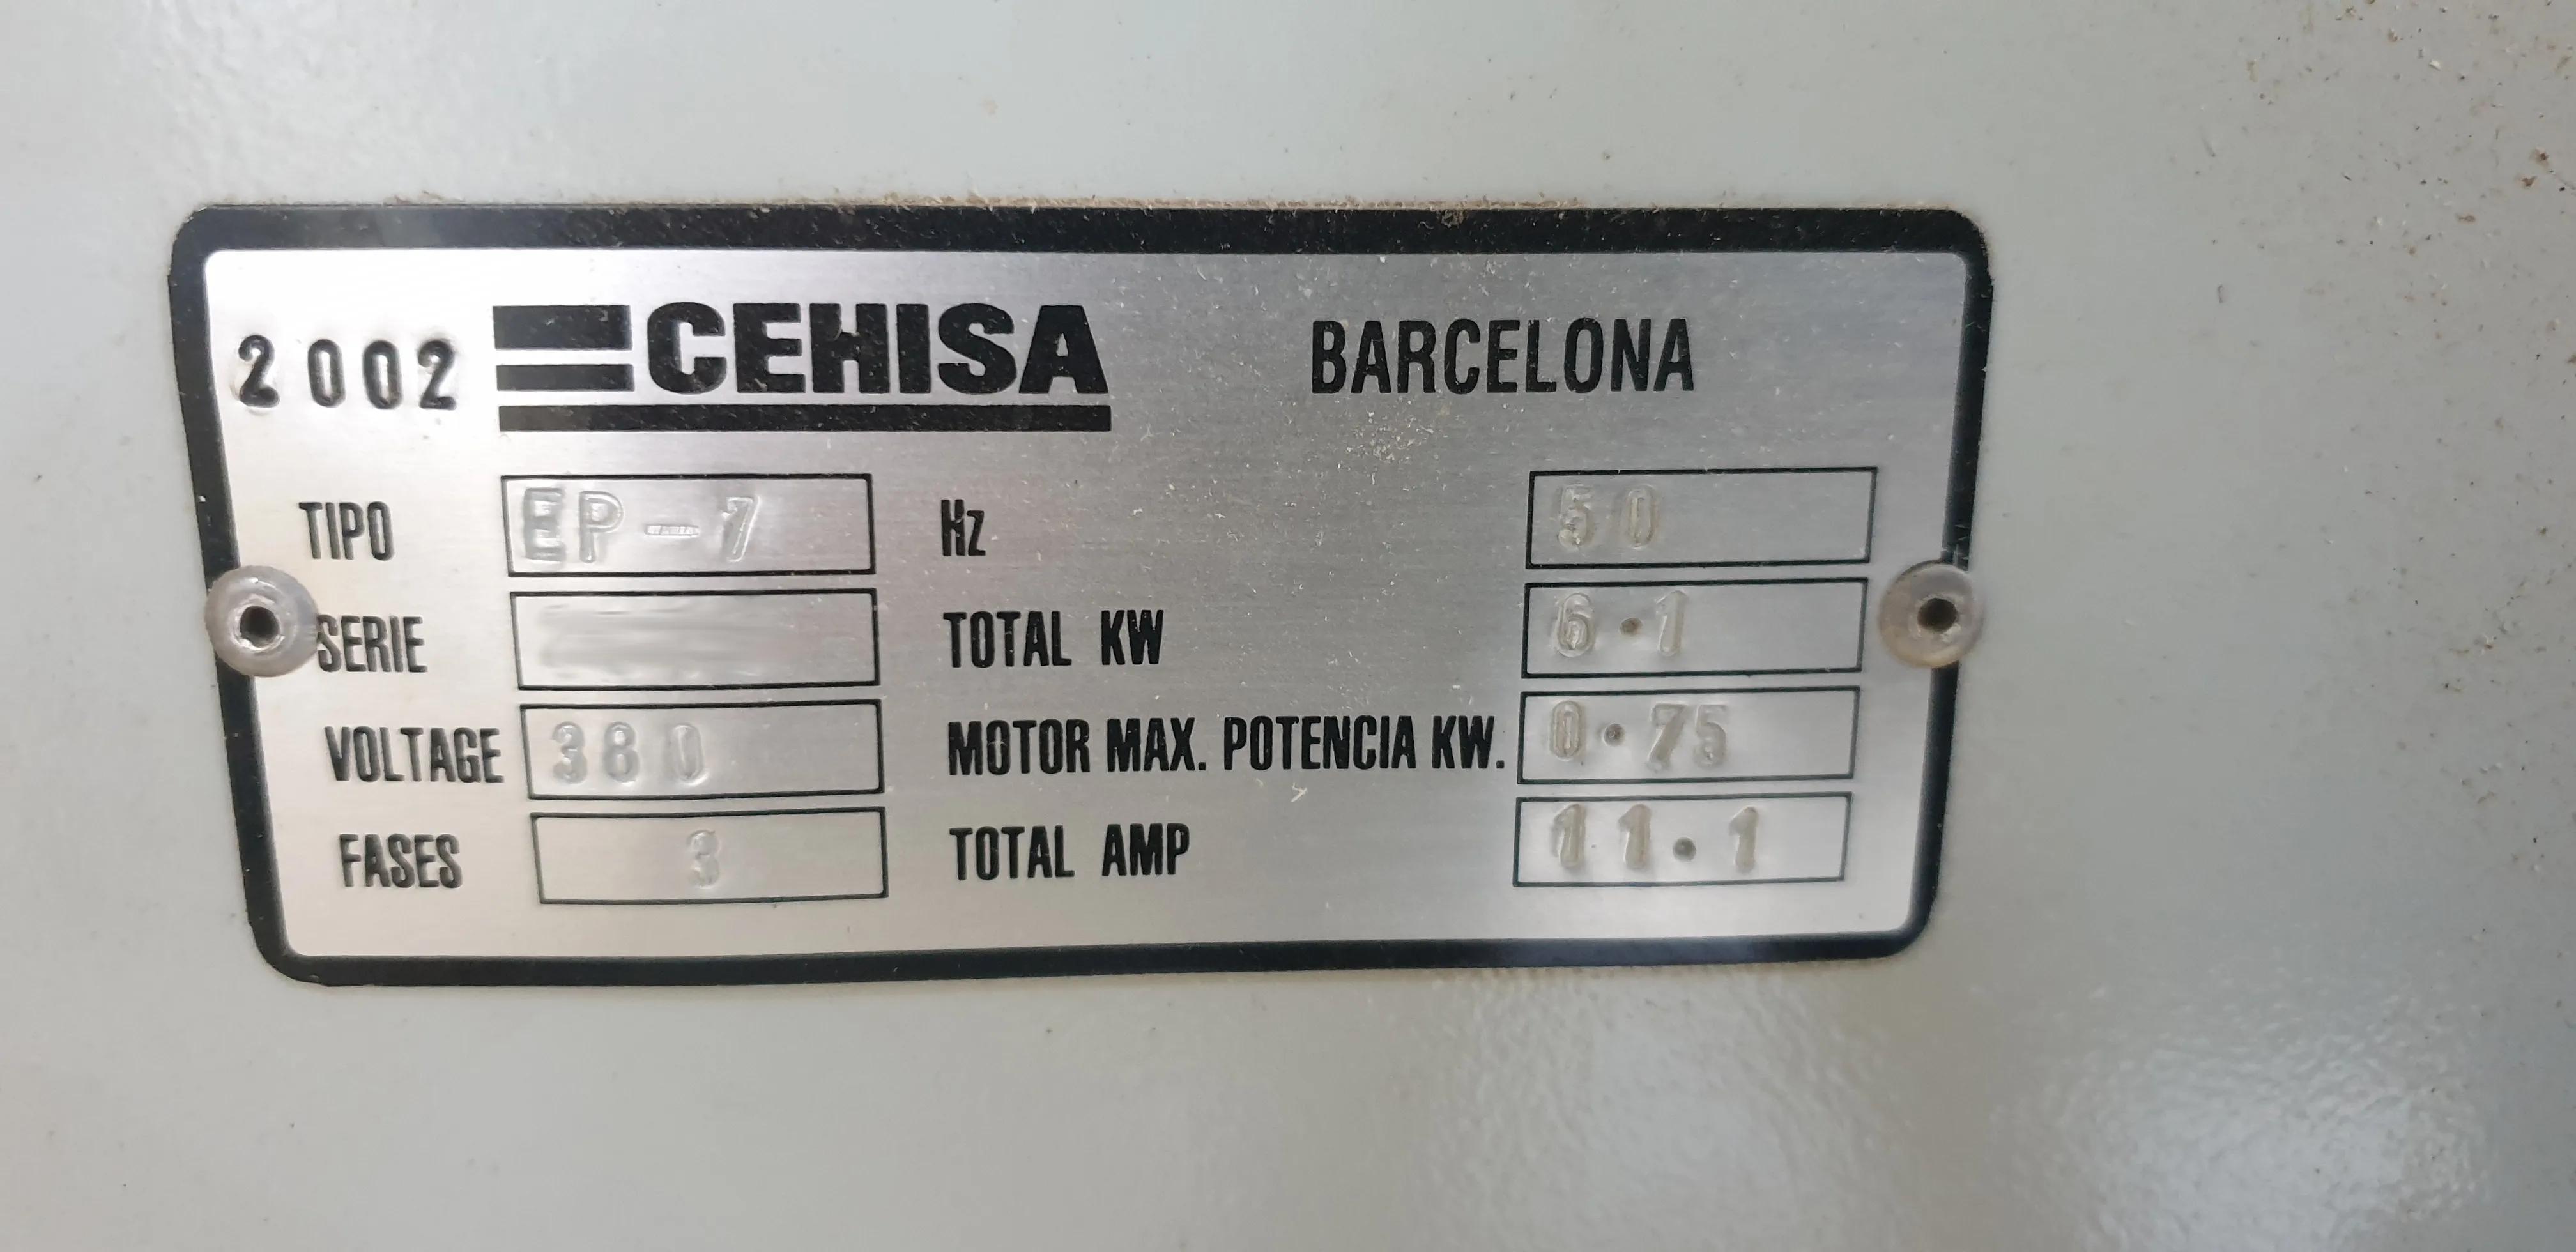 2002 CEHISA BARCELONA
TIPO EP-7 Hz 50
SERIE TOTAL KW 6.1
VOLTAGE 380 MOTOR MAX. POTENCIA KW. 0.75
FASES 3 TOTAL AMP 11.1